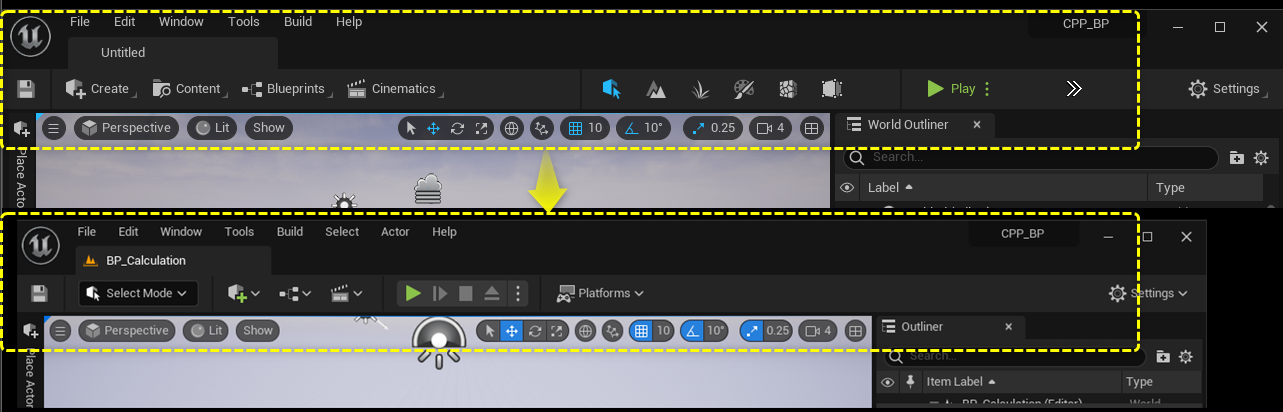 File Edit Window Tools Build Help CPP_BP
Untitled
Create Content Blueprints Cinematics Play Settings
Perspective Lit Show 10 10° 0.25 4 World Outliner
Place Acto
Search...
Label Type
File Edit Window Tools Build Select Actor Help CPP_BP
BP_Calculation
Select Mode Platforms Settings
Perspective Lit Show 10 10° 0.25 4 Outliner
Place Actor
Search...
Item Label Type
BP_Calculation (Editor) World